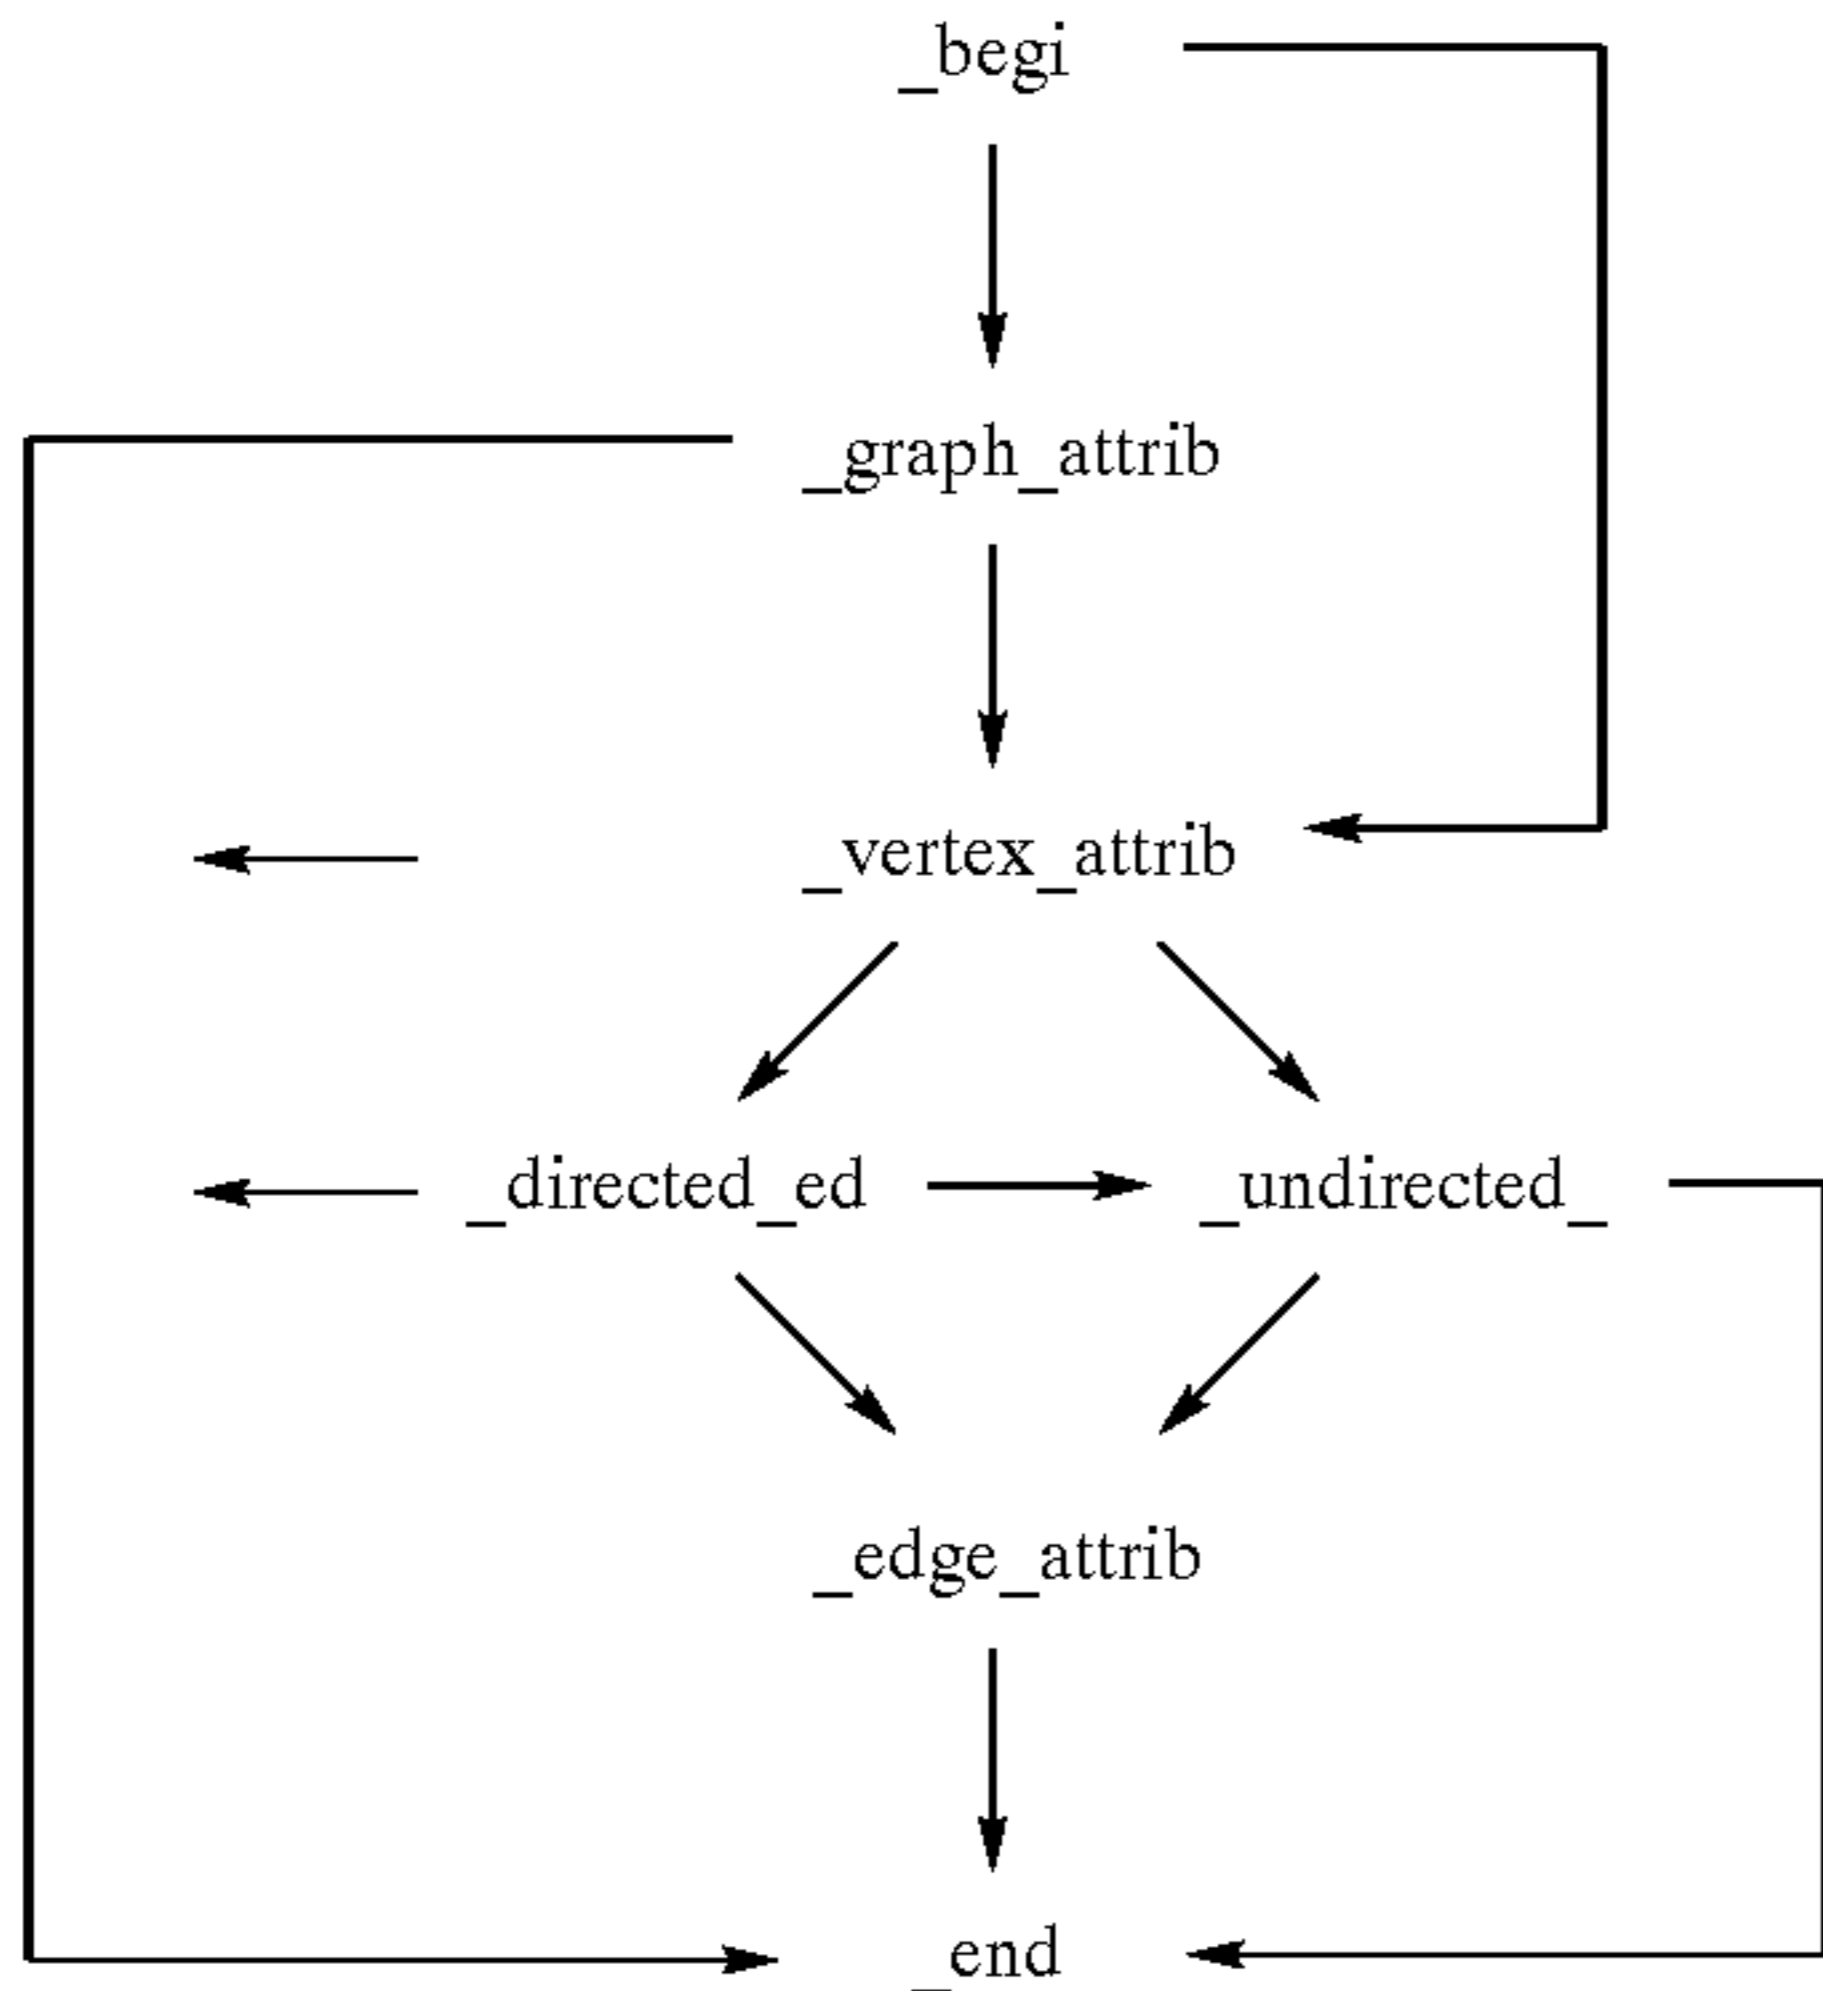 _begi
_graph_attrib
_vertex_attrib
_directed_ed _undirected_
_edge_attrib
_end